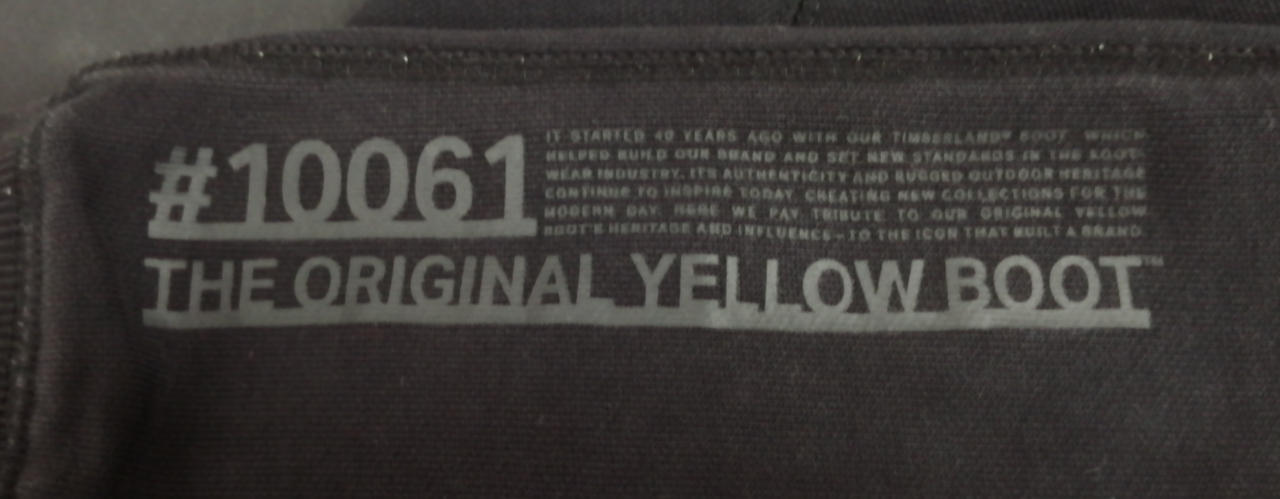 #10061
IT STARTED 40 YEARS AGO WITH OUR TIMBERLAND® BOOT, WHICH
HELPED BUILD OUR BRAND AND SET NEW STANDARDS IN THE BOOT-
WEAR INDUSTRY. ITS AUTHENTICITY AND RUGGED OUTDOOR HERITAGE
CONTINUE TO INSPIRE TODAY, CREATING NEW COLLECTIONS FOR THE
MODERN DAY. HERE WE PAY TRIBUTE TO OUR ORIGINAL YELLOW
BOOT'S HERITAGE AND INFLUENCE–TO THE ICON THAT BUILT A BRAND.
THE ORIGINAL YELLOW BOOT™